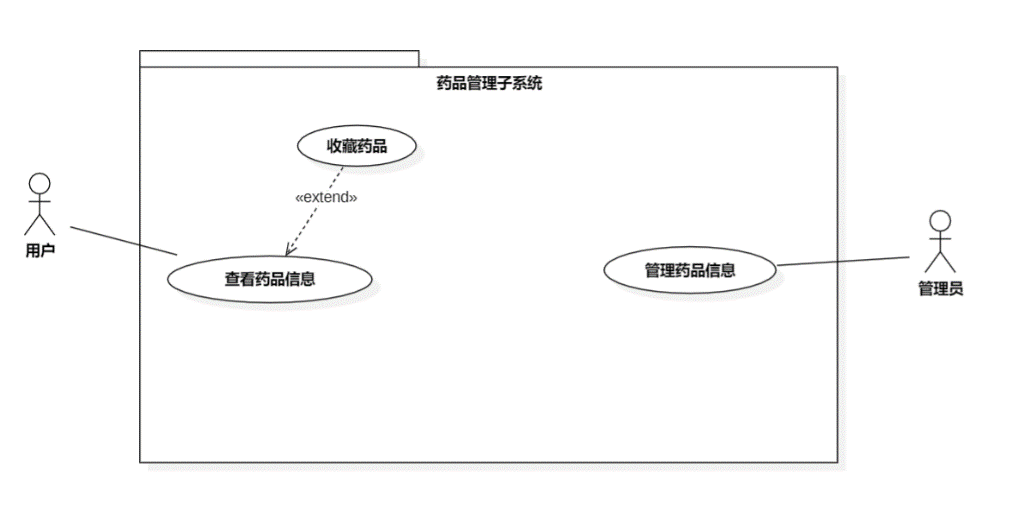 药品管理子系统
收藏药品
«extend»
用户
查看药品信息
管理药品信息
管理员